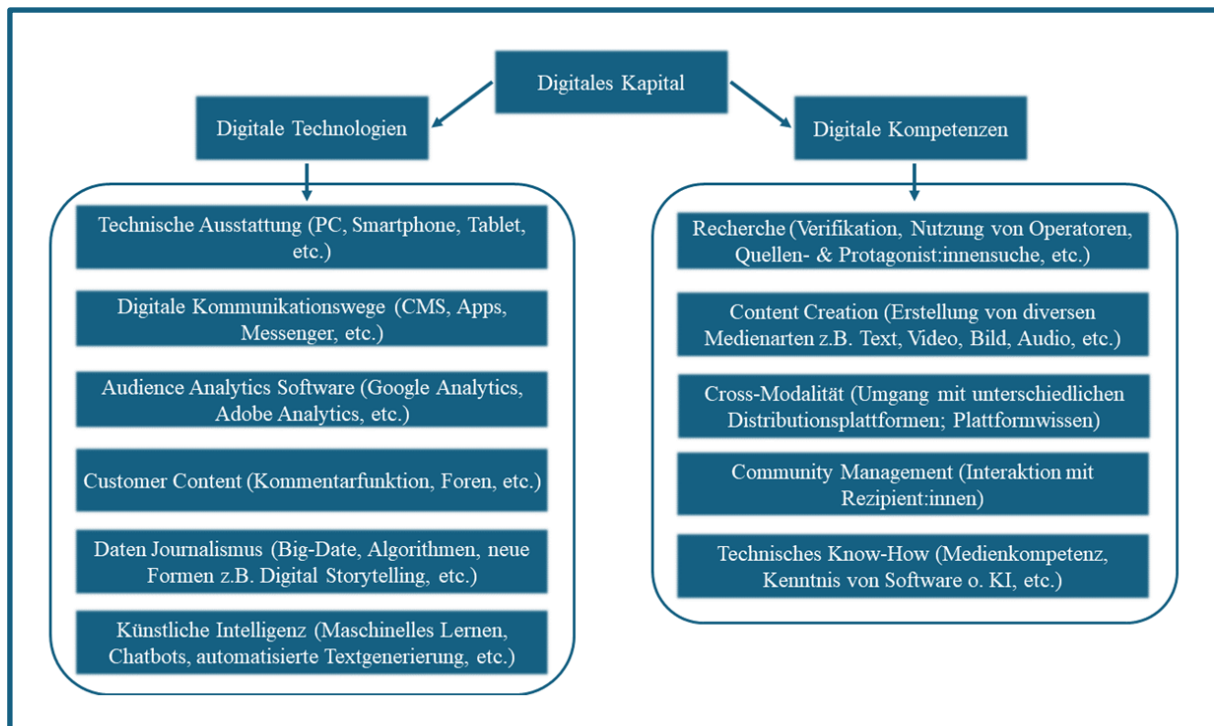 Digitales Kapital
Digitale Technologien
Digitale Kompetenzen
Technische Ausstattung (PC, Smartphone, Tablet,
etc.)
Digitale Kommunikationswege (CMS, Apps,
Messenger, etc.)
Audience Analytics Software (Google Analytics,
Adobe Analytics, etc.)
Customer Content (Kommentarfunktion, Foren, etc.)
Daten Journalismus (Big-Date, Algorithmen, neue
Formen z.B. Digital Storytelling, etc.)
Künstliche Intelligenz (Maschinelles Lernen,
Chatbots, automatisierte Textgenerierung, etc.)
Recherche (Verifikation, Nutzung von Operatoren,
Quellen- & Protagonist:innensuche, etc.)
Content Creation (Erstellung von diversen
Medienarten z.B. Text, Video, Bild, Audio, etc.)
Cross-Modalität (Umgang mit unterschiedlichen
Distributionsplattformen; Plattformwissen)
Community Management (Interaktion mit
Rezipient:innen)
Technisches Know-How (Medienkompetenz,
Kenntnis von Software o. KI, etc.)